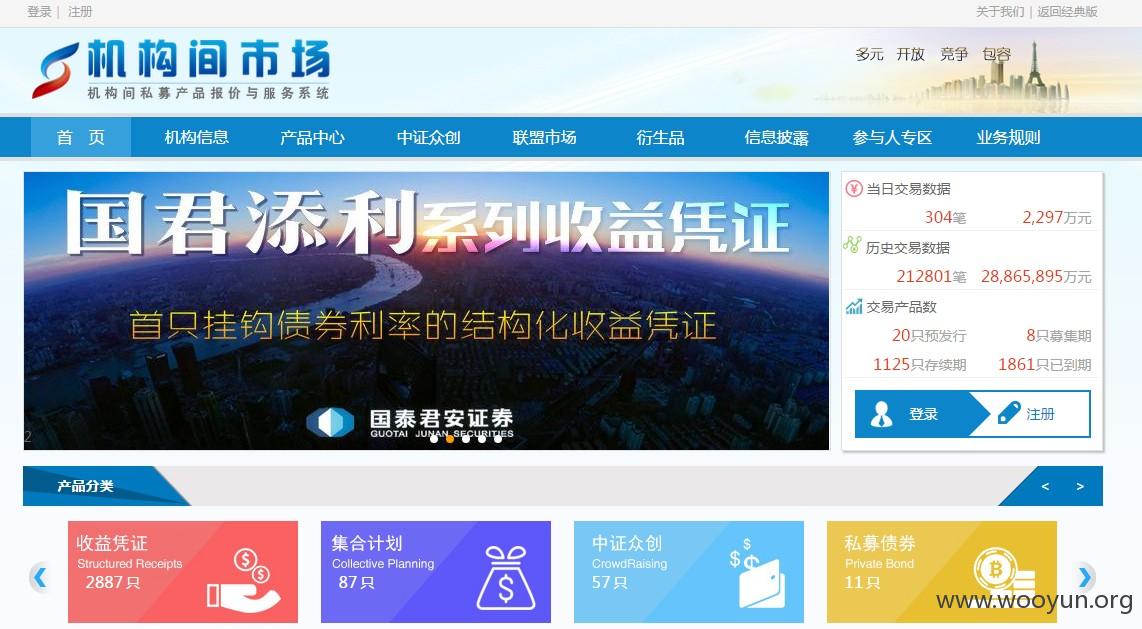 登录 | 注册
关于我们 | 返回经典版
机构间市场
机构间私募产品报价与服务系统
多元 开放 竞争 包容
首 页 机构信息 产品中心 中证众创 联盟市场 衍生品 信息披露 参与人专区 业务规则
国君添利系列收益凭证
首只挂钩债券利率的结构化收益凭证
国泰君安证券
GUOTAI JUNAN SECURITIES
2
当日交易数据
304笔 2,297万元
历史交易数据
212801笔 28,865,895万元
交易产品数
20只预发行 8只募集期
1125只存续期 1861只已到期
登录 注册
产品分类
< >
收益凭证
Structured Receipts
2887 只
集合计划
Collective Planning
87 只
中证众创
CrowdRaising
57 只
私募债券
Private Bond
11 只
www.wooyun.org